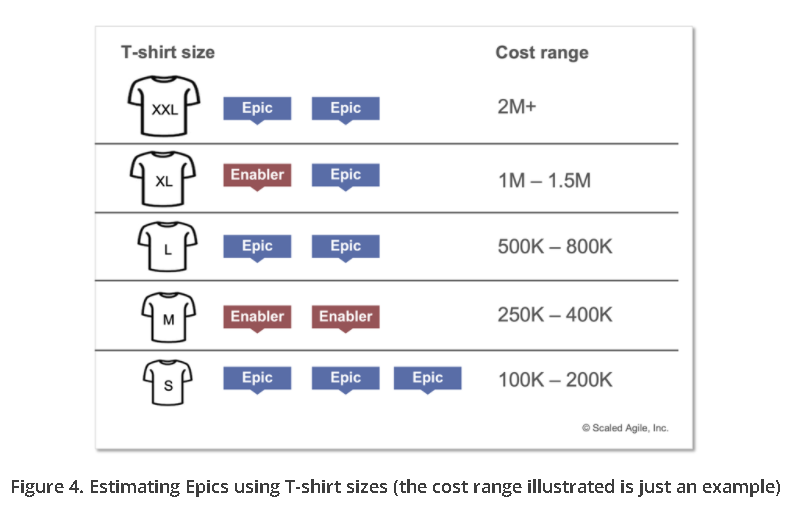 T-shirt size Cost range
XXL Epic Epic 2M+
XL Enabler Epic 1M – 1.5M
L Epic Epic 500K – 800K
M Enabler Enabler 250K – 400K
S Epic Epic Epic 100K – 200K
© Scaled Agile, Inc.
Figure 4. Estimating Epics using T-shirt sizes (the cost range illustrated is just an example)